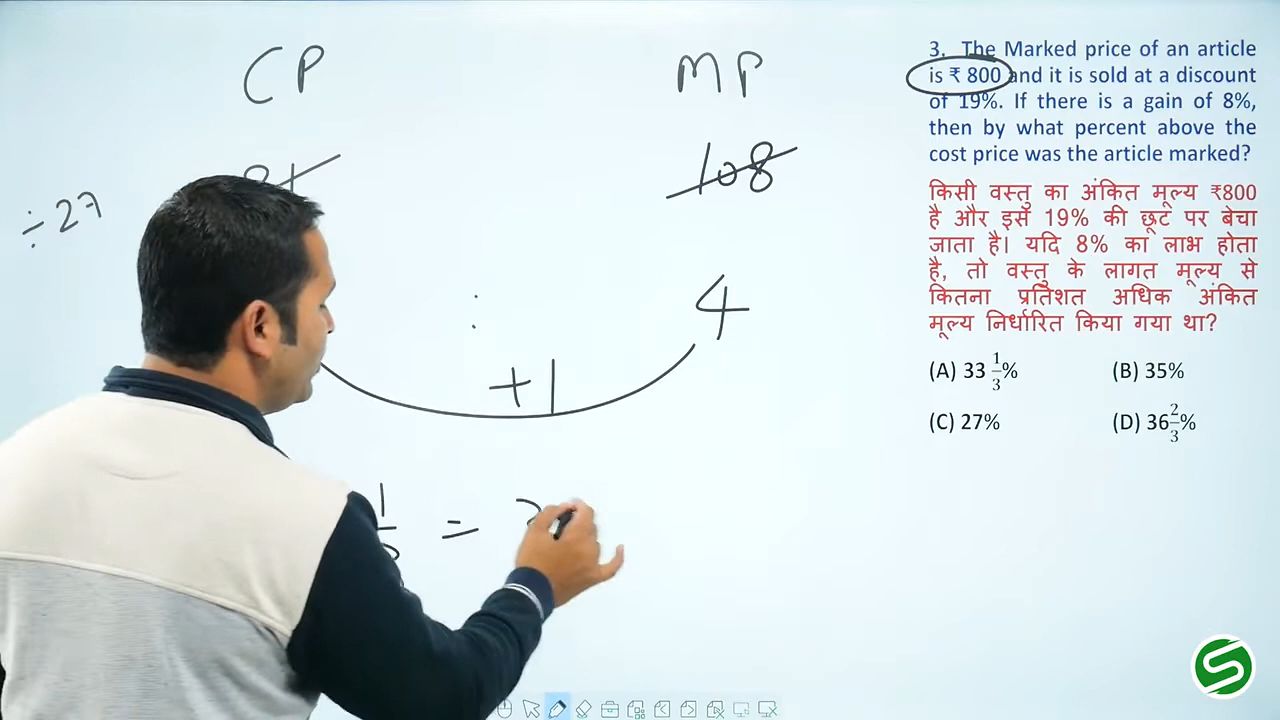 CP
MP
108
÷27
4
+1
1
=
3. The Marked price of an article
is ₹ 800 and it is sold at a discount
of 19%. If there is a gain of 8%,
then by what percent above the
cost price was the article marked?
किसी वस्तु का अंकित मूल्य ₹800
है और इसे 19% की छूट पर बेचा
जाता है। यदि 8% का लाभ होता
है, तो वस्तु के लागत मूल्य से
कितना प्रतिशत अधिक अंकित
मूल्य निर्धारित किया गया था?
(A) 33 1/3% (B) 35%
(C) 27% (D) 36 2/3%